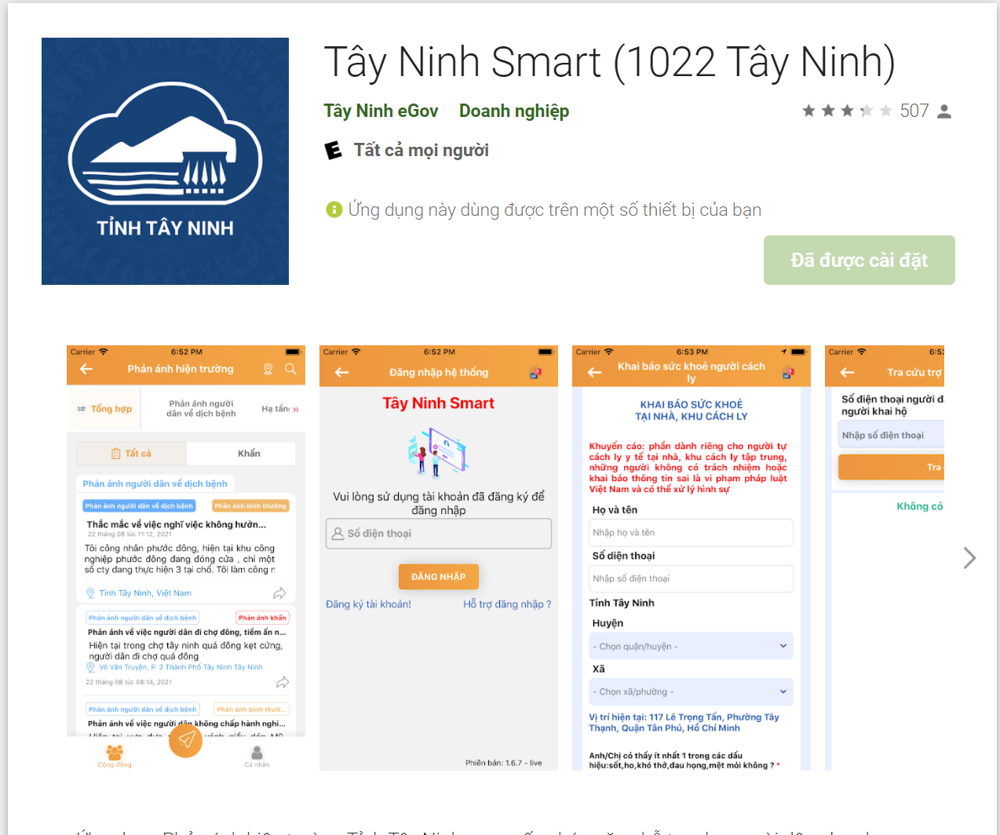 Tây Ninh Smart (1022 Tây Ninh)
Tây Ninh eGov Doanh nghiệp
507
E Tất cả mọi người
Ứng dụng này dùng được trên một số thiết bị của bạn
Đã được cài đặt
TỈNH TÂY NINH
Carrier 6:52 PM
Phản ánh hiện trường
Tổng hợp
Phản ánh người
dân về dịch bệnh
Hạ tần »
Tất cả
Khẩn
Phản ánh người dân về dịch bệnh
Phản ánh người dân về dịch bệnh Phản ánh bình thường
Thắc mắc về việc nghĩ việc không hưởn...
22 tháng 08 lúc 11:12, 2021
Tôi công nhân phước đông, hiện tại khu công
nghiệp phước đông đang đóng cửa , chỉ một
số cty đang thực hiện 3 tại chổ. Tôi làm công n
Tỉnh Tây Ninh, Việt Nam
Phản ánh người dân về dịch bệnh Phản ánh khẩn
Phản ánh về việc người dân đi chợ đông, tiềm ẩn n...
Hiện tại trong chợ tây ninh quá đông kẹt cứng,
người dân đi chợ quá đông
Võ Văn Truyện, P. 2 Thành Phố Tây Ninh Tây Ninh
22 tháng 08 lúc 08:14, 2021
Phản ánh người dân về dịch bệnh Phản ánh bình thườ...
Phản ánh về việc người dân không chấp hành nghi...
Cộng đồng
Cá nhân
Carrier 6:52 PM
Đăng nhập hệ thống
Tây Ninh Smart
Vui lòng sử dụng tài khoản đã đăng ký để
đăng nhập
Số điện thoại
ĐĂNG NHẬP
Đăng ký tài khoản! Hỗ trợ đăng nhập ?
Phiên bản: 1.6.7 - live
Carrier 6:53 PM
Khai báo sức khoẻ người cách
ly
KHAI BÁO SỨC KHOẺ
TẠI NHÀ, KHU CÁCH LY
Khuyến cáo: phần dành riêng cho người tự
cách ly y tế tại nhà, khu cách ly tập trung,
những người không có trách nhiệm hoặc
khai báo thông tin sai là vi phạm pháp luật
Việt Nam và có thể xử lý hình sự
Họ và tên
Nhập họ và tên
Số điện thoại
Nhập số điện thoại
Tỉnh Tây Ninh
Huyện
- Chọn quận/huyện -
Xã
- Chọn xã/phường -
Vị trí hiện tại: 117 Lê Trọng Tấn, Phường Tây
Thạnh, Quận Tân Phú, Hồ Chí Minh
Anh/Chị có thấy ít nhất 1 trong các dấu
hiệu:sốt,ho,khó thở,đau họng,mệt mỏi không ? *
Carrier 6:5
Tra cứu trợ
Số điện thoại người đ
người khai hộ
Nhập số điện thoại
Tra
Không có